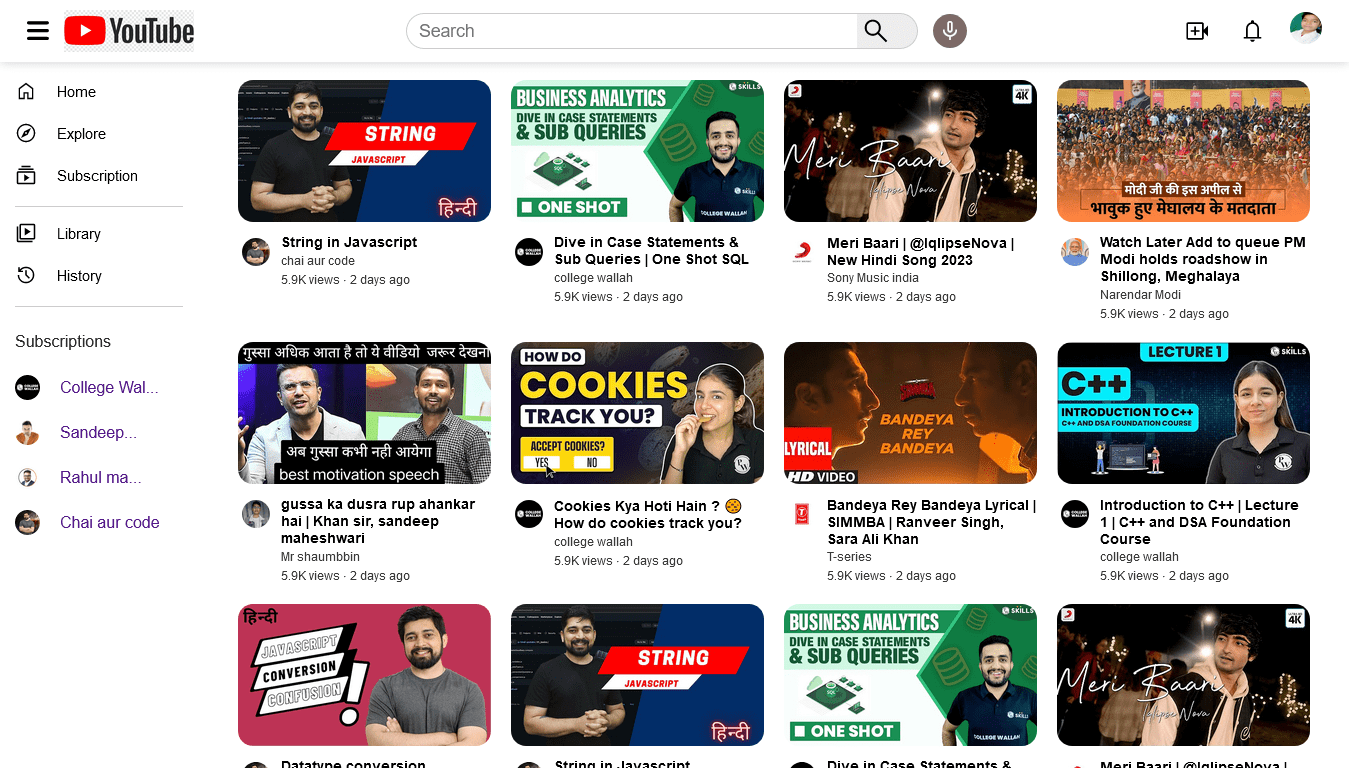 YouTube
Search
Home
Explore
Subscription
Library
History
Subscriptions
College Wal...
Sandeep...
Rahul ma...
Chai aur code
STRING
JAVASCRIPT
हिन्दी
String in Javascript
chai aur code
5.9K views · 2 days ago
SKILLS
BUSINESS ANALYTICS
DIVE IN CASE STATEMENTS
& SUB QUERIES
SQL
SKILLS
COLLEGE WALLAH
ONE SHOT
Dive in Case Statements &
Sub Queries | One Shot SQL
college wallah
5.9K views · 2 days ago
4K
Meri Baari
IqlipseNova
Meri Baari | @IqlipseNova |
New Hindi Song 2023
Sony Music india
5.9K views · 2 days ago
मोदी जी की इस अपील से
भावुक हुए मेघालय के मतदाता
Watch Later Add to queue PM
Modi holds roadshow in
Shillong, Meghalaya
Narendar Modi
5.9K views · 2 days ago
गुस्सा अधिक आता है तो ये वीडियो जरूर देखना
अब गुस्सा कभी नही आयेगा
best motivation speech
gussa ka dusra rup ahankar
hai | Khan sir, sandeep
maheshwari
Mr shaumbbin
5.9K views · 2 days ago
HOW DO
COOKIES
TRACK YOU?
ACCEPT COOKIES?
YES NO
Cookies Kya Hoti Hain ? 🍪
How do cookies track you?
college wallah
5.9K views · 2 days ago
SIMMBA
BANDEYA
REY
BANDEYA
LYRICAL
HD VIDEO
Bandeya Rey Bandeya Lyrical |
SIMMBA | Ranveer Singh,
Sara Ali Khan
T-series
5.9K views · 2 days ago
LECTURE 1
SKILLS
C++
INTRODUCTION TO C++
C++ AND DSA FOUNDATION COURSE
Introduction to C++ | Lecture
1 | C++ and DSA Foundation
Course
college wallah
5.9K views · 2 days ago
हिन्दी
JAVASCRIPT
CONVERSION
CONFUSION
!
Datatype conversion
STRING
JAVASCRIPT
हिन्दी
String in Javascript
SKILLS
BUSINESS ANALYTICS
DIVE IN CASE STATEMENTS
& SUB QUERIES
SQL
SKILLS
COLLEGE WALLAH
ONE SHOT
Dive in Case Statements &
4K
Meri Baari
IqlipseNova
Meri Baari | @IqlipseNova |